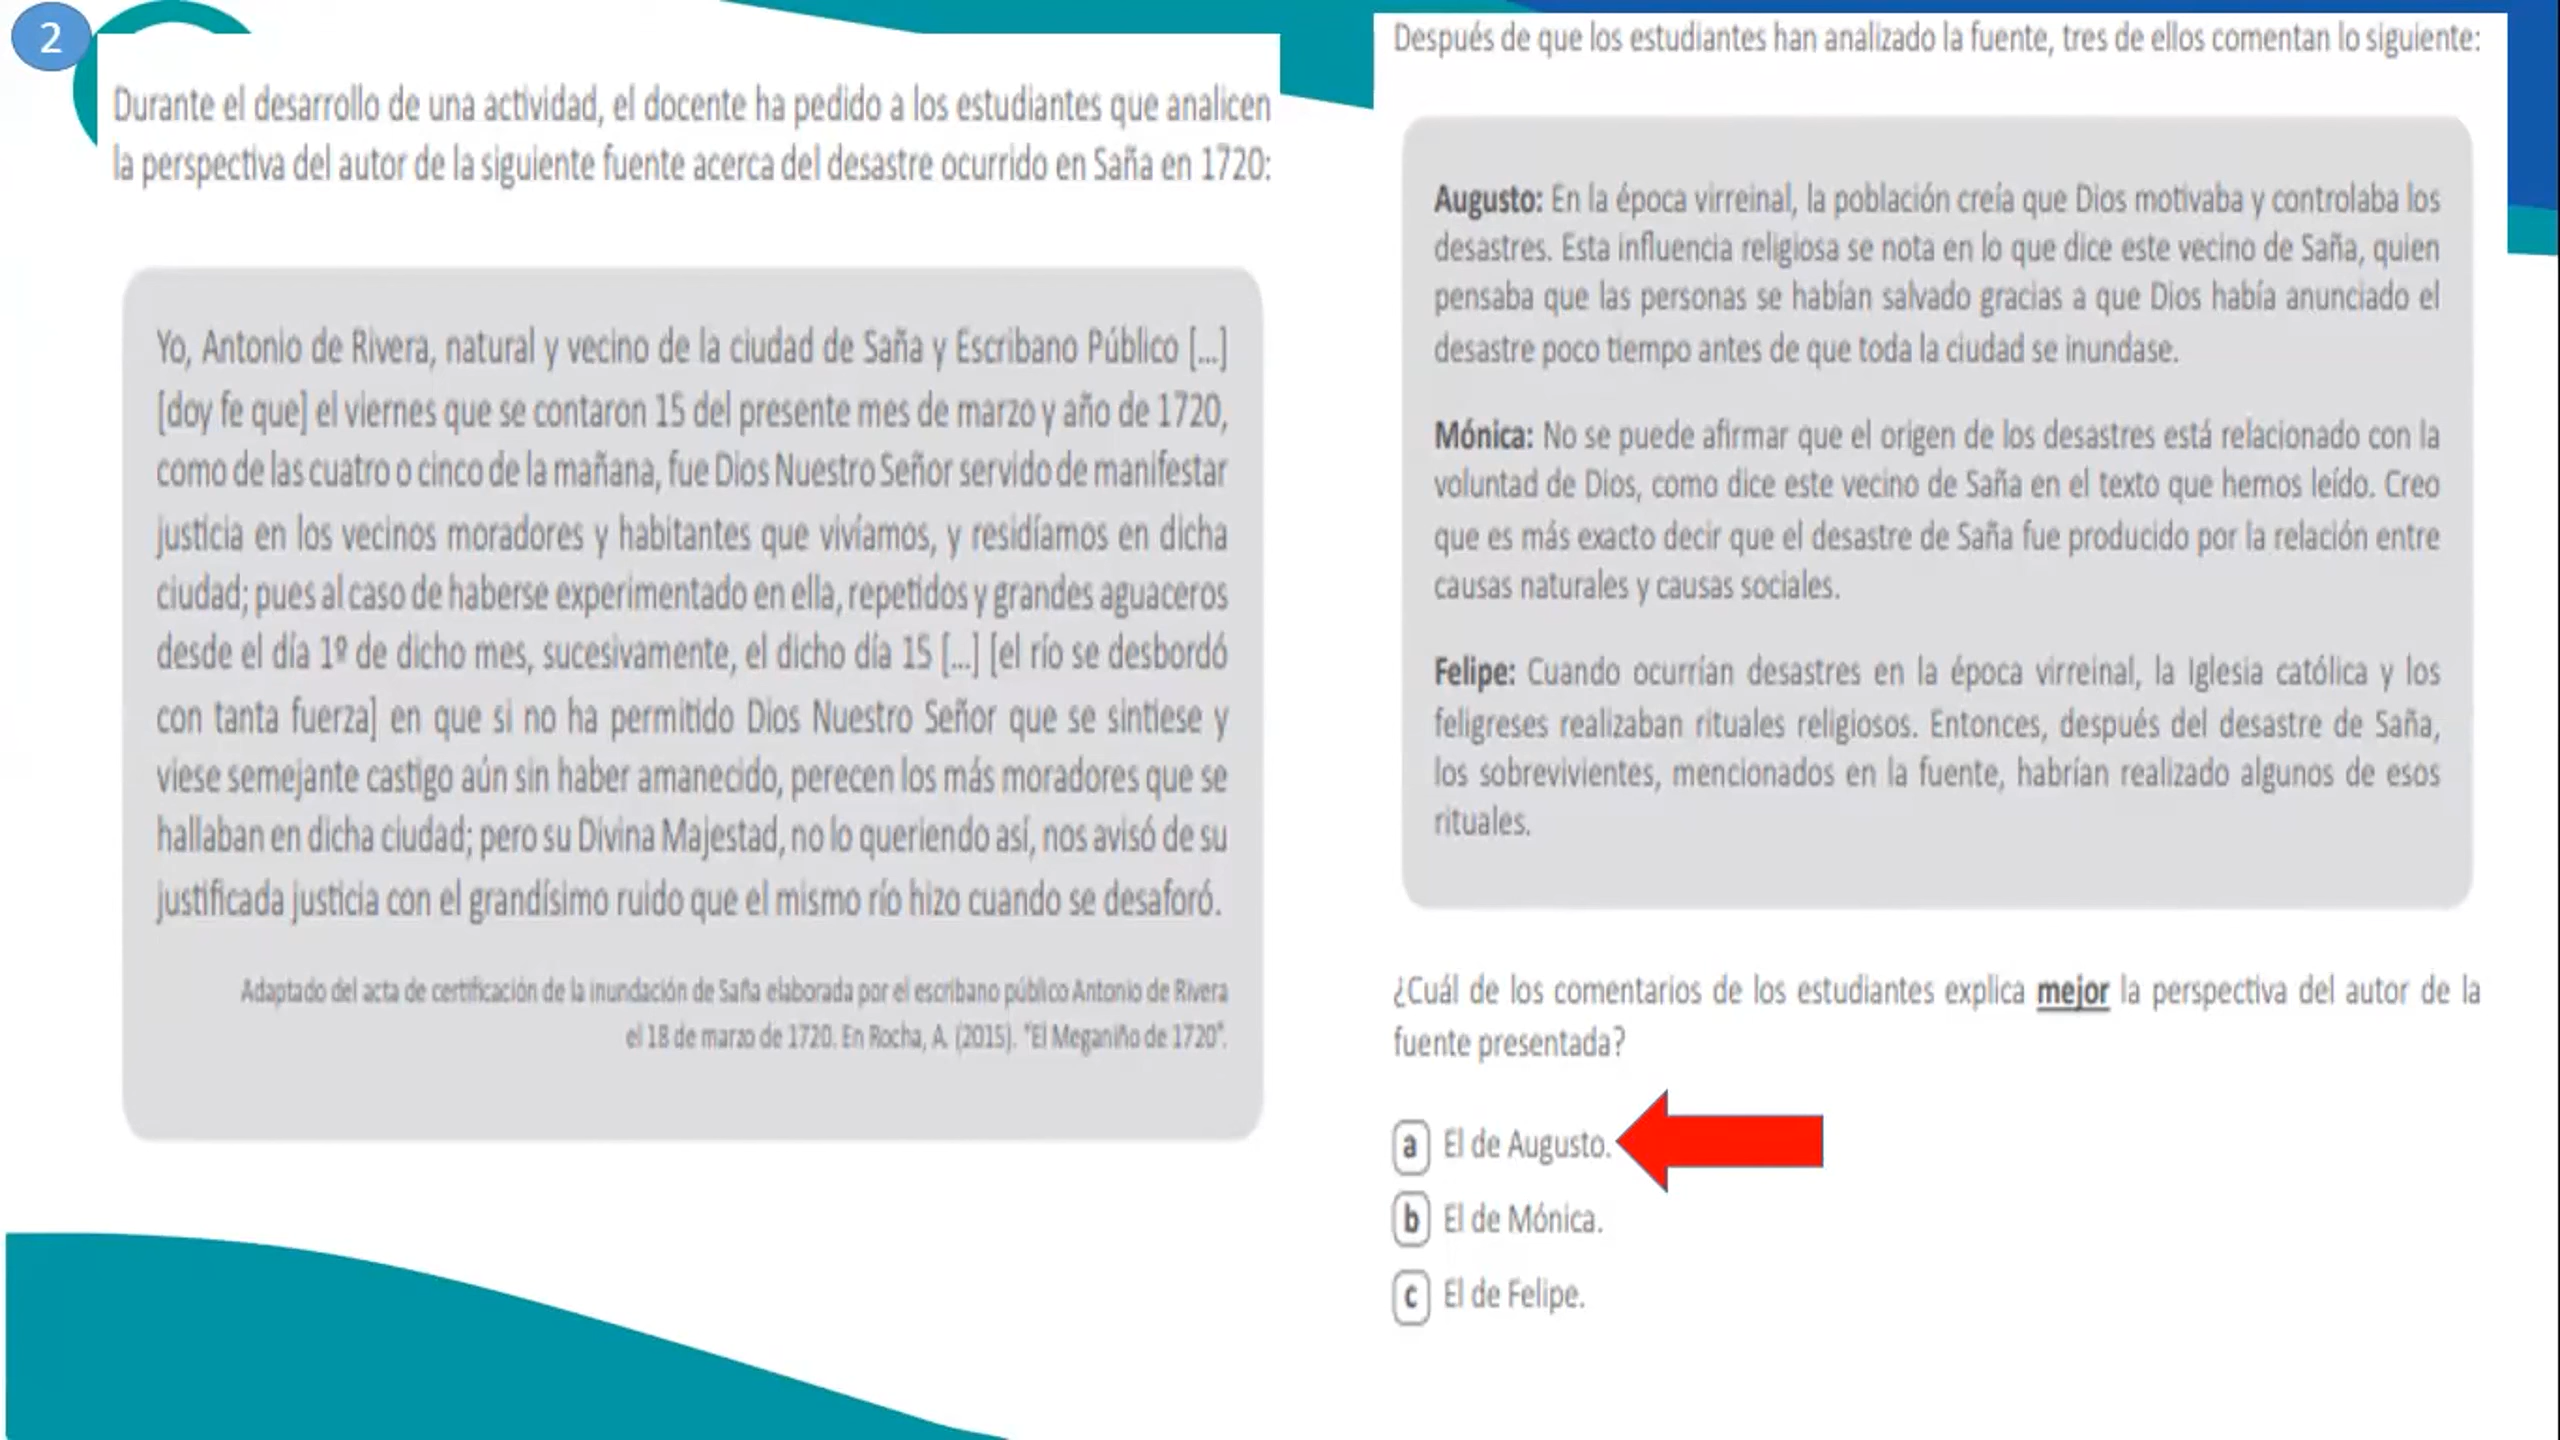 2
Durante el desarrollo de una actividad, el docente ha pedido a los estudiantes que analicen
la perspectiva del autor de la siguiente fuente acerca del desastre ocurrido en Saña en 1720:
Yo, Antonio de Rivera, natural y vecino de la ciudad de Saña y Escribano Público [...]
[doy fe que] el viernes que se contaron 15 del presente mes de marzo y año de 1720,
como de las cuatro o cinco de la mañana, fue Dios Nuestro Señor servido de manifestar
justicia en los vecinos moradores y habitantes que vivíamos, y residíamos en dicha
ciudad; pues al caso de haberse experimentado en ella, repetidos y grandes aguaceros
desde el día 1º de dicho mes, sucesivamente, el dicho día 15 [...] [el río se desbordó
con tanta fuerza] en que si no ha permitido Dios Nuestro Señor que se sintiese y
viese semejante castigo aún sin haber amanecido, perecen los más moradores que se
hallaban en dicha ciudad; pero su Divina Majestad, no lo queriendo así, nos avisó de su
justificada justicia con el grandísimo ruido que el mismo río hizo cuando se desaforó.
Adaptado del acta de certificación de la inundación de Saña elaborada por el escribano público Antonio de Rivera
el 18 de marzo de 1720. En Rocha, A. (2015). "El Meganiño de 1720".
Después de que los estudiantes han analizado la fuente, tres de ellos comentan lo siguiente:
Augusto: En la época virreinal, la población creía que Dios motivaba y controlaba los
desastres. Esta influencia religiosa se nota en lo que dice este vecino de Saña, quien
pensaba que las personas se habían salvado gracias a que Dios había anunciado el
desastre poco tiempo antes de que toda la ciudad se inundase.
Mónica: No se puede afirmar que el origen de los desastres está relacionado con la
voluntad de Dios, como dice este vecino de Saña en el texto que hemos leído. Creo
que es más exacto decir que el desastre de Saña fue producido por la relación entre
causas naturales y causas sociales.
Felipe: Cuando ocurrían desastres en la época virreinal, la Iglesia católica y los
feligreses realizaban rituales religiosos. Entonces, después del desastre de Saña,
los sobrevivientes, mencionados en la fuente, habrían realizado algunos de esos
rituales.
¿Cuál de los comentarios de los estudiantes explica mejor la perspectiva del autor de la
fuente presentada?
a El de Augusto.
b El de Mónica.
c El de Felipe.